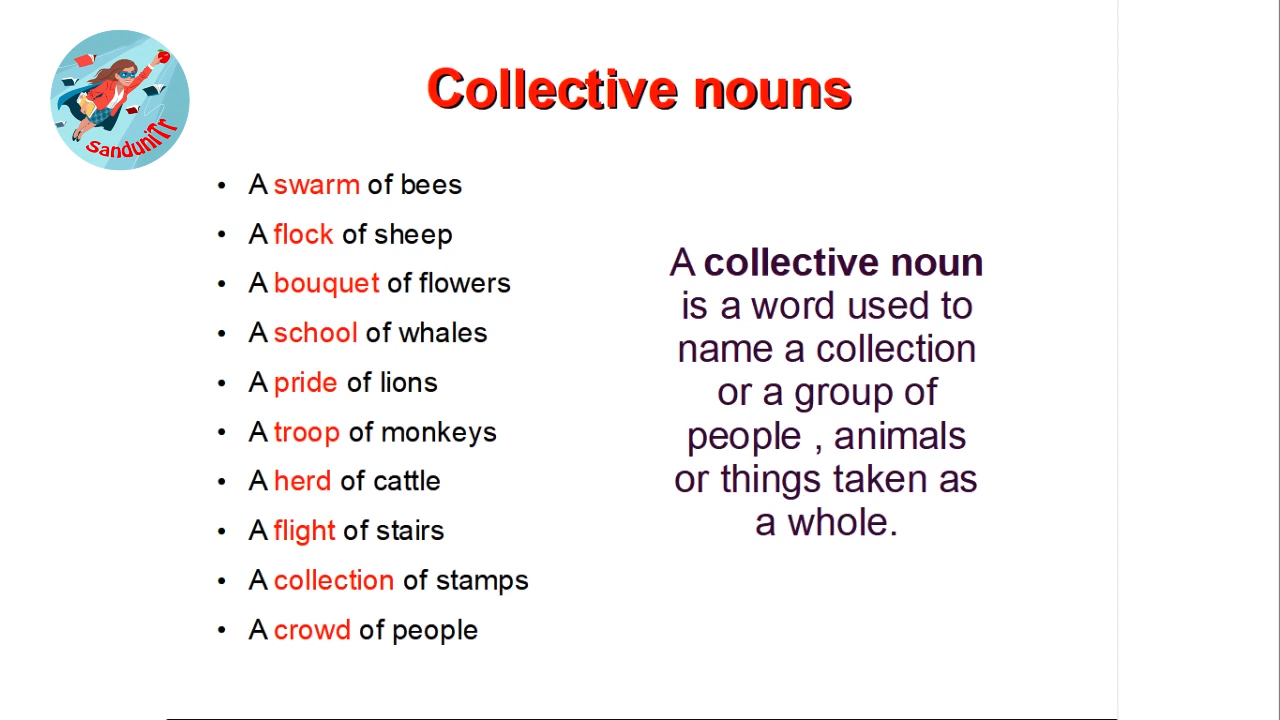 sanduniTr
Collective nouns
• A swarm of bees
• A flock of sheep
• A bouquet of flowers
• A school of whales
• A pride of lions
• A troop of monkeys
• A herd of cattle
• A flight of stairs
• A collection of stamps
• A crowd of people
A collective noun
is a word used to
name a collection
or a group of
people , animals
or things taken as
a whole.